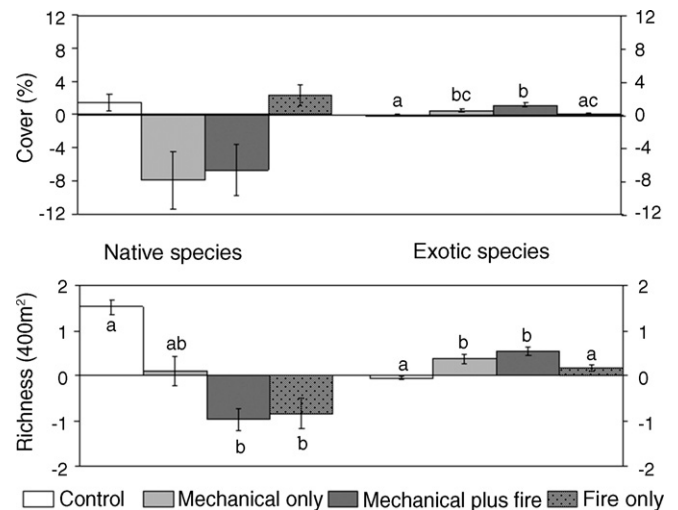 12 12
8 8
4 4
0 0
-4 -4
-8 -8
-12 -12
Cover (%)
a bc b ac
Native species Exotic species
2 2
1 1
0 0
-1 -1
-2 -2
Richness (400m²)
a ab b b a b b a
Control Mechanical only Mechanical plus fire Fire only